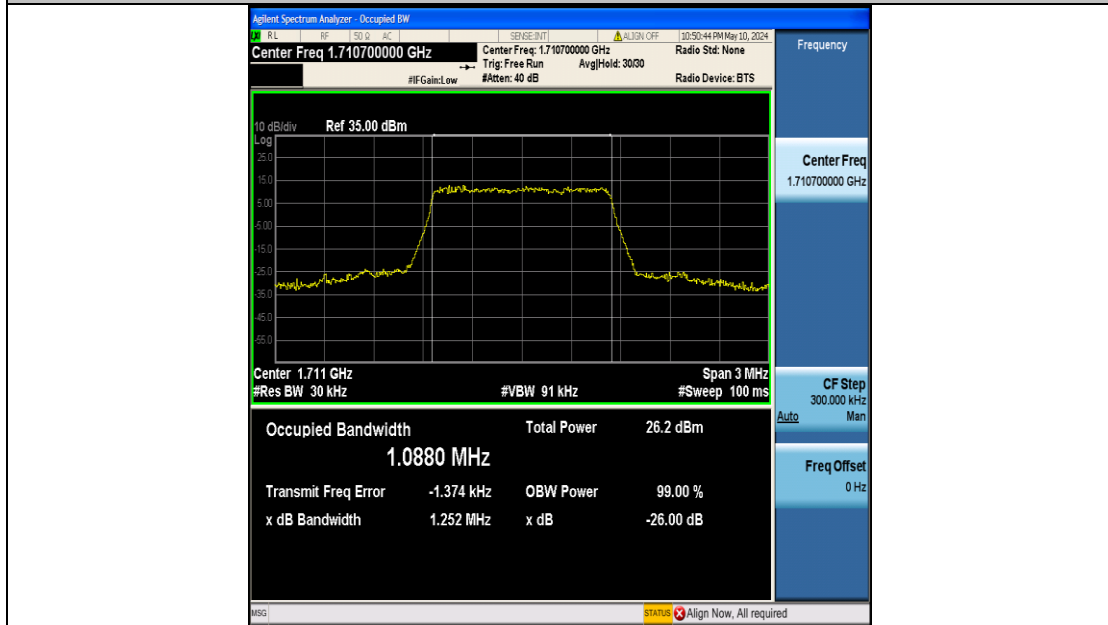 Agilent Spectrum Analyzer - Occupied BW
RL RF 50 Ω AC SENSE:INT ALIGN OFF 10:50:44 PM May 10, 2024
Center Freq 1.710700000 GHz
Center Freq: 1.710700000 GHz
Radio Std: None
Trig: Free Run Avg|Hold: 30/30
#IFGain:Low
#Atten: 40 dB
Radio Device: BTS
Frequency
10 dB/div Ref 35.00 dBm
Log
25.0
15.0
5.00
-5.00
-15.0
-25.0
-35.0
-45.0
-55.0
Center 1.711 GHz Span 3 MHz
#Res BW 30 kHz #VBW 91 kHz #Sweep 100 ms
Occupied Bandwidth Total Power 26.2 dBm
1.0880 MHz
Transmit Freq Error -1.374 kHz OBW Power 99.00 %
x dB Bandwidth 1.252 MHz x dB -26.00 dB
Center Freq
1.710700000 GHz
CF Step
300.000 kHz
Auto Man
Freq Offset
0 Hz
MSG STATUS Align Now, All required